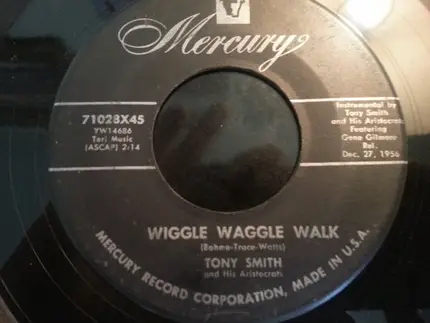 Mercury
71028X45
YW14686
Tori Music
(ASCAP) 2:14
Instrumental by
Tony Smith
and His Aristocrats
Featuring
Gene Gilmore
Rel.
Dec. 27, 1956
WIGGLE WAGGLE WALK
(Bohme-Trace-Watts)
TONY SMITH
and His Aristocrats
MERCURY RECORD CORPORATION, MADE IN U.S.A.